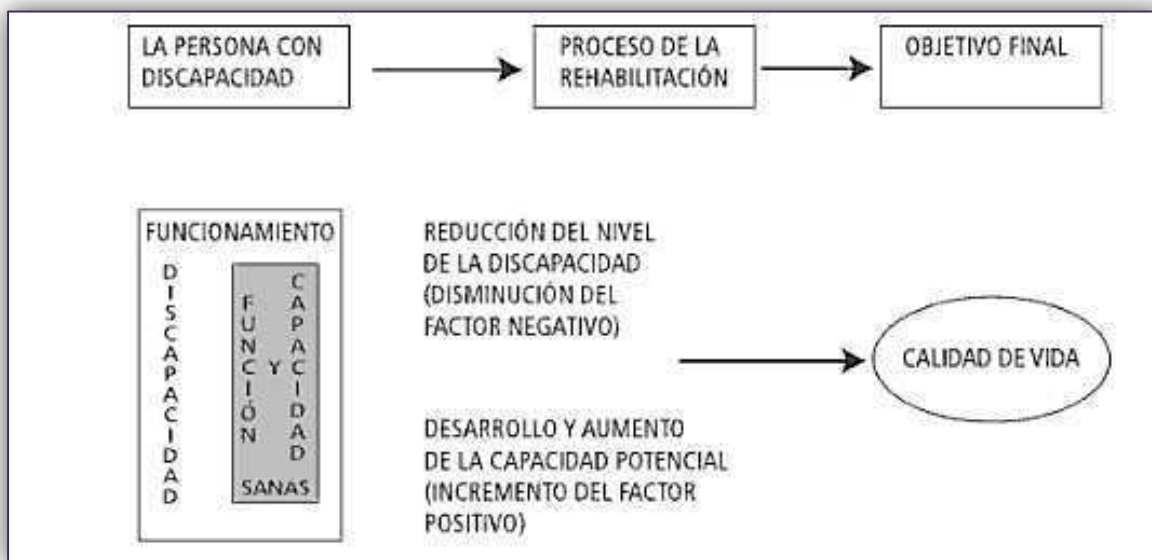 LA PERSONA CON
DISCAPACIDAD
PROCESO DE LA
REHABILITACIÓN
OBJETIVO FINAL
FUNCIONAMIENTO
DISCAPACIDAD
FUNCIÓN
Y
CAPACIDAD
SANAS
REDUCCIÓN DEL NIVEL
DE LA DISCAPACIDAD
(DISMINUCIÓN DEL
FACTOR NEGATIVO)
DESARROLLO Y AUMENTO
DE LA CAPACIDAD POTENCIAL
(INCREMENTO DEL FACTOR
POSITIVO)
CALIDAD DE VIDA